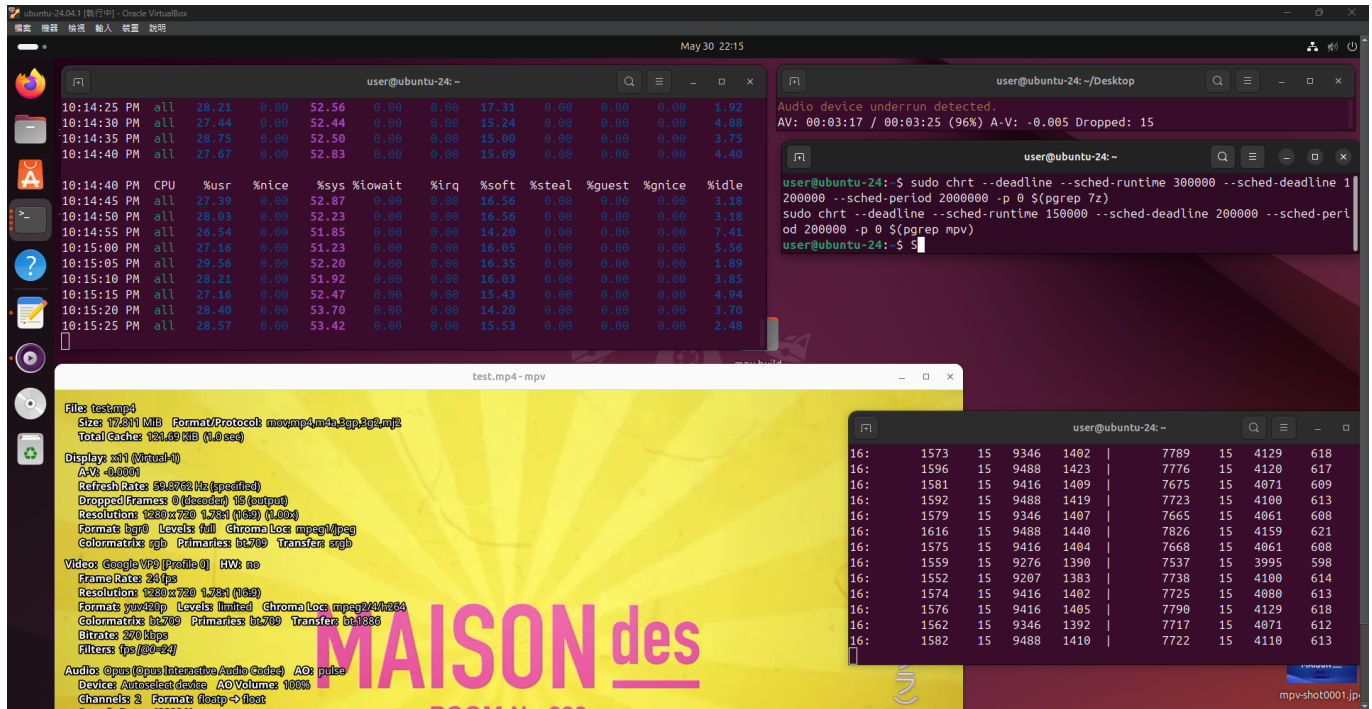 ubuntu-24.04.1 [執行中] - Oracle VirtualBox
檔案 機器 檢視 輸入 裝置 說明
May 30 22:15
user@ubuntu-24: ~
10:14:25 PM all 28.21 0.00 52.56 0.00 0.00 17.31 0.00 0.00 0.00 1.92
10:14:30 PM all 27.44 0.00 52.44 0.00 0.00 15.24 0.00 0.00 0.00 4.88
10:14:35 PM all 28.75 0.00 52.50 0.00 0.00 15.00 0.00 0.00 0.00 3.75
10:14:40 PM all 27.67 0.00 52.83 0.00 0.00 15.09 0.00 0.00 0.00 4.40
10:14:40 PM CPU %usr %nice %sys %iowait %irq %soft %steal %guest %gnice %idle
10:14:45 PM all 27.39 0.00 52.87 0.00 0.00 16.56 0.00 0.00 0.00 3.18
10:14:50 PM all 28.03 0.00 52.23 0.00 0.00 16.56 0.00 0.00 0.00 3.18
10:14:55 PM all 26.54 0.00 51.85 0.00 0.00 14.20 0.00 0.00 0.00 7.41
10:15:00 PM all 27.16 0.00 51.23 0.00 0.00 16.05 0.00 0.00 0.00 5.56
10:15:05 PM all 29.56 0.00 52.20 0.00 0.00 16.35 0.00 0.00 0.00 1.89
10:15:10 PM all 28.21 0.00 51.92 0.00 0.00 16.03 0.00 0.00 0.00 3.85
10:15:15 PM all 27.16 0.00 52.47 0.00 0.00 15.43 0.00 0.00 0.00 4.94
10:15:20 PM all 28.40 0.00 53.70 0.00 0.00 14.20 0.00 0.00 0.00 3.70
10:15:25 PM all 28.57 0.00 53.42 0.00 0.00 15.53 0.00 0.00 0.00 2.48
user@ubuntu-24: ~/Desktop
Audio device underrun detected.
AV: 00:03:17 / 00:03:25 (96%) A-V: -0.005 Dropped: 15
user@ubuntu-24: ~
user@ubuntu-24:~$ sudo chrt --deadline --sched-runtime 300000 --sched-deadline 1
200000 --sched-period 2000000 -p 0 $(pgrep 7z)
sudo chrt --deadline --sched-runtime 150000 --sched-deadline 200000 --sched-peri
od 200000 -p 0 $(pgrep mpv)
user@ubuntu-24:~$ S
test.mp4 - mpv
File: test.mp4
Size: 17.811 MiB Format/Protocol: mov,mp4,m4a,3gp,3g2,mj2
Total Cache: 121.69 KiB (1.0 sec)
Display: x11 (Virtual-1)
A-V: -0.0001
Refresh Rate: 59.8762 Hz (specified)
Dropped Frames: 0 (decoder) 15 (output)
Resolution: 1280 x 720 1.78:1 (16:9) (1.00x)
Format: bgr0 Levels: full Chroma Loc: mpeg1/jpeg
Colormatrix: rgb Primaries: bt.709 Transfer: srgb
Video: Google VP9 [Profile 0] HW: no
Frame Rate: 24 fps
Resolution: 1280 x 720 1.78:1 (16:9)
Format: yuv420p Levels: limited Chroma Loc: mpeg2/4/h264
Colormatrix: bt.709 Primaries: bt.709 Transfer: bt.1886
Bitrate: 270 kbps
Filters: fps [@0=24]
Audio: Opus (Opus Interactive Audio Codec) AO: pulse
Device: Autoselect device AO Volume: 100%
Channels: 2 Format: floatp → float
MAISON des
user@ubuntu-24: ~
16: 1573 15 9346 1402 | 7789 15 4129 618
16: 1596 15 9488 1423 | 7776 15 4120 617
16: 1581 15 9416 1409 | 7675 15 4071 609
16: 1592 15 9488 1419 | 7723 15 4100 613
16: 1579 15 9346 1407 | 7665 15 4061 608
16: 1616 15 9488 1440 | 7826 15 4159 621
16: 1575 15 9416 1404 | 7668 15 4061 608
16: 1559 15 9276 1390 | 7537 15 3995 598
16: 1552 15 9207 1383 | 7738 15 4100 614
16: 1574 15 9416 1402 | 7725 15 4080 613
16: 1576 15 9416 1405 | 7790 15 4129 618
16: 1562 15 9346 1392 | 7717 15 4071 612
16: 1582 15 9488 1410 | 7722 15 4110 613
mpv-shot0001.jp